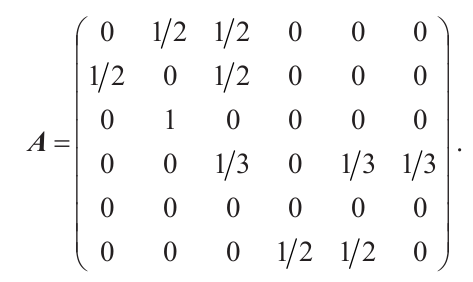 0 1/2 1/2 0 0 0
1/2 0 1/2 0 0 0
0 1 0 0 0 0
A = 0 0 1/3 0 1/3 1/3 .
0 0 0 0 0 0
0 0 0 1/2 1/2 0